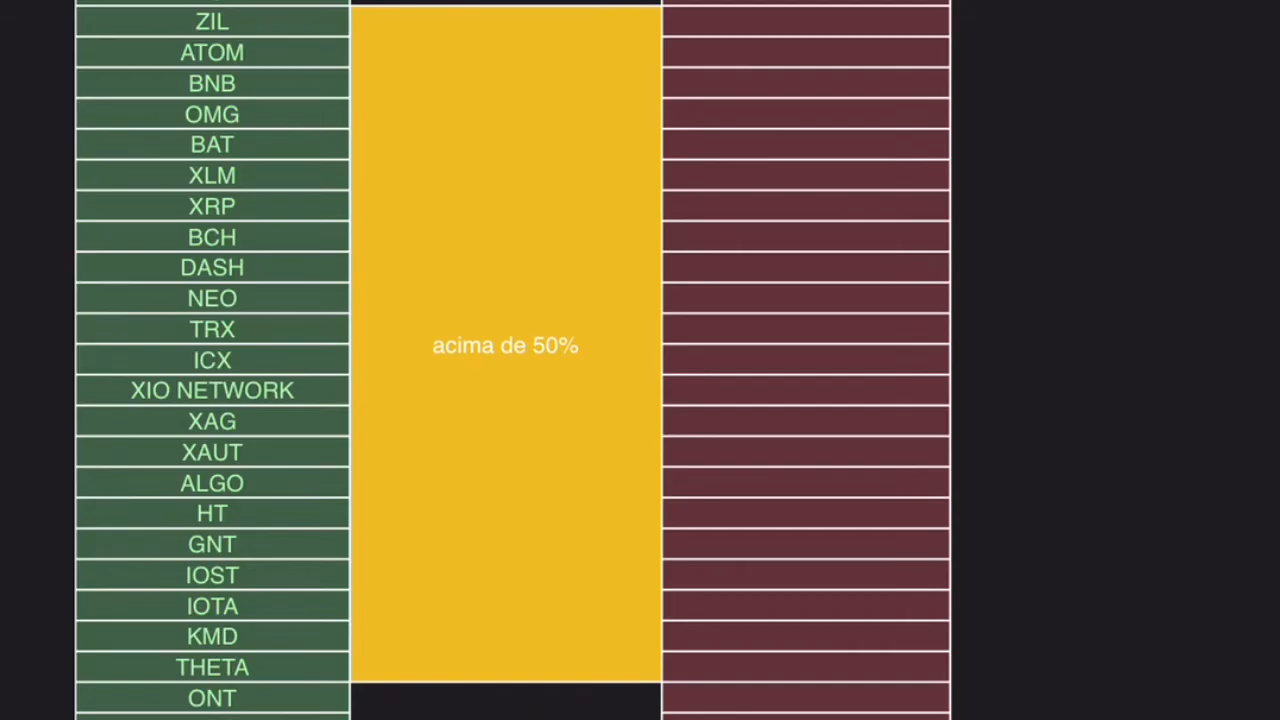 ZIL
ATOM
BNB
OMG
BAT
XLM
XRP
BCH
DASH
NEO
TRX
acima de 50%
ICX
XIO NETWORK
XAG
XAUT
ALGO
HT
GNT
IOST
IOTA
KMD
THETA
ONT